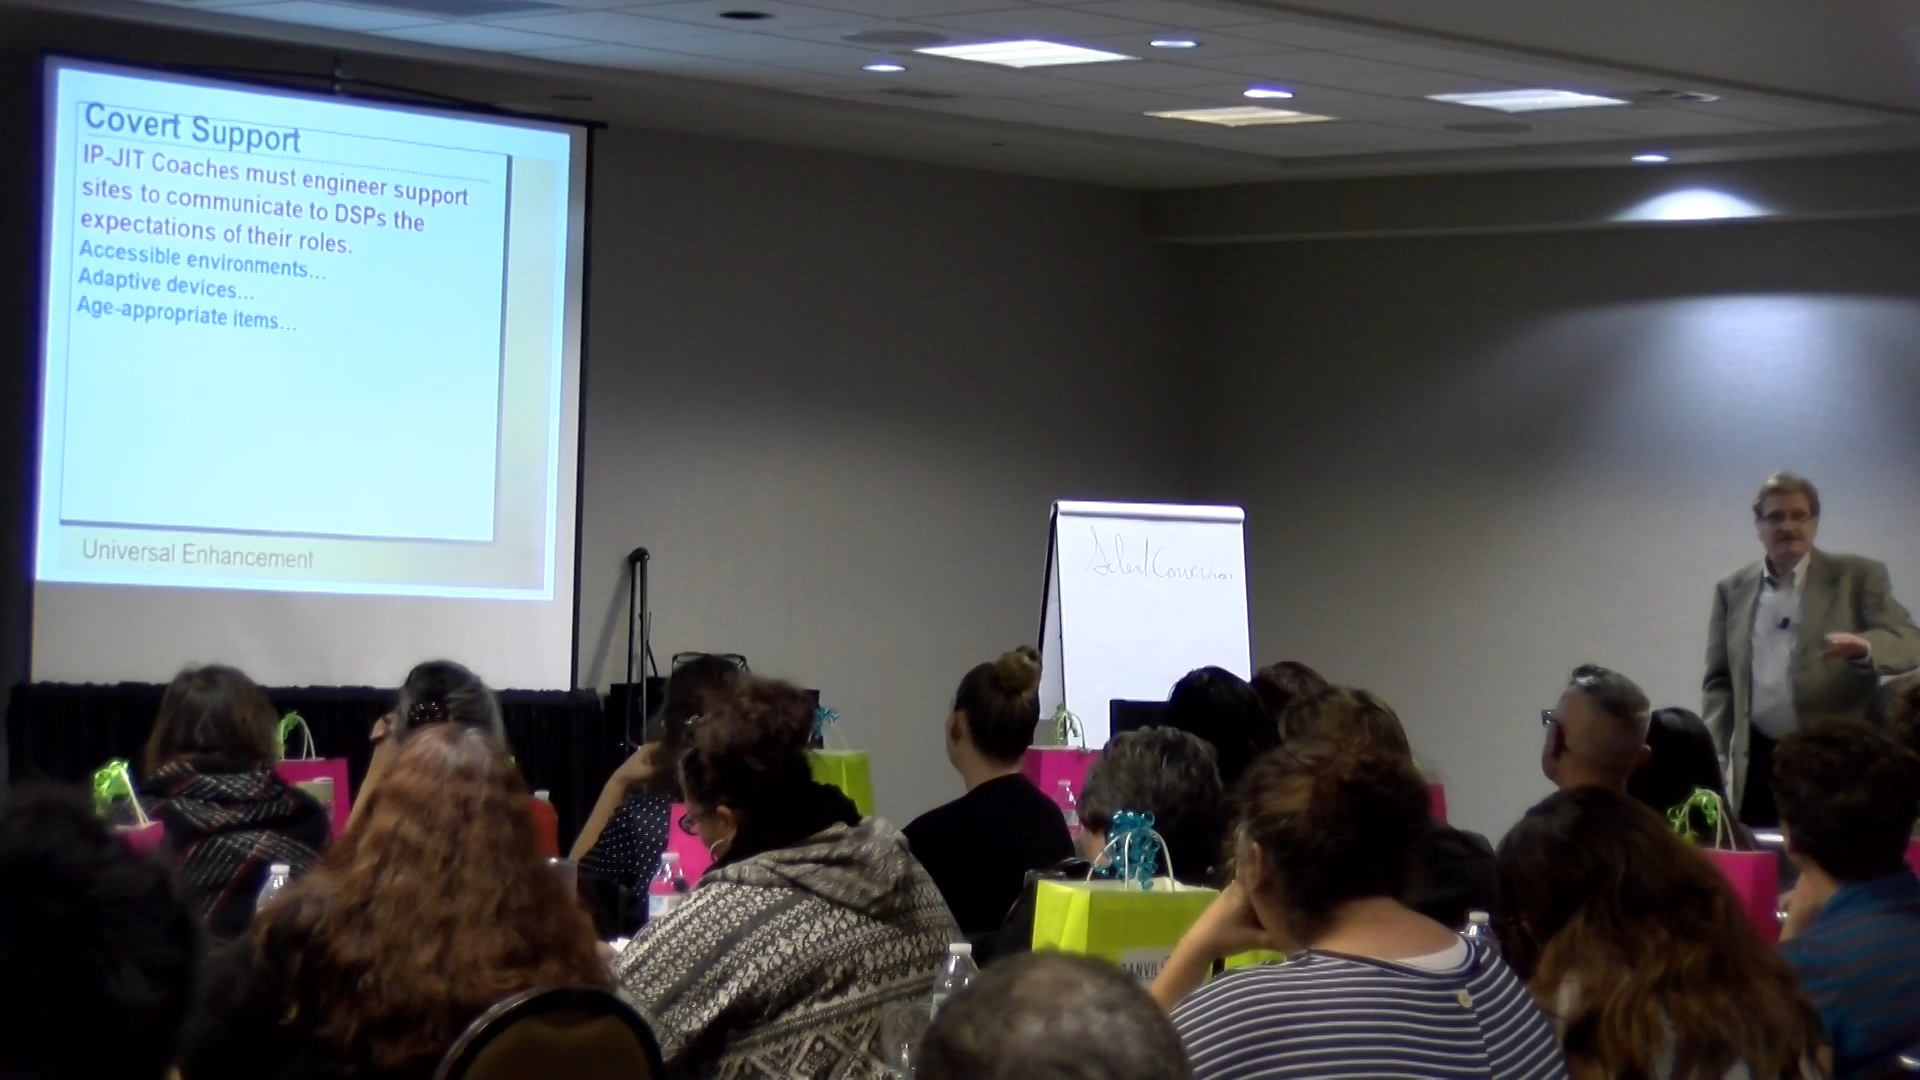 Covert Support
IP-JIT Coaches must engineer support
sites to communicate to DSPs the
expectations of their roles.
Accessible environments...
Adaptive devices...
Age-appropriate items...
Universal Enhancement
Silent